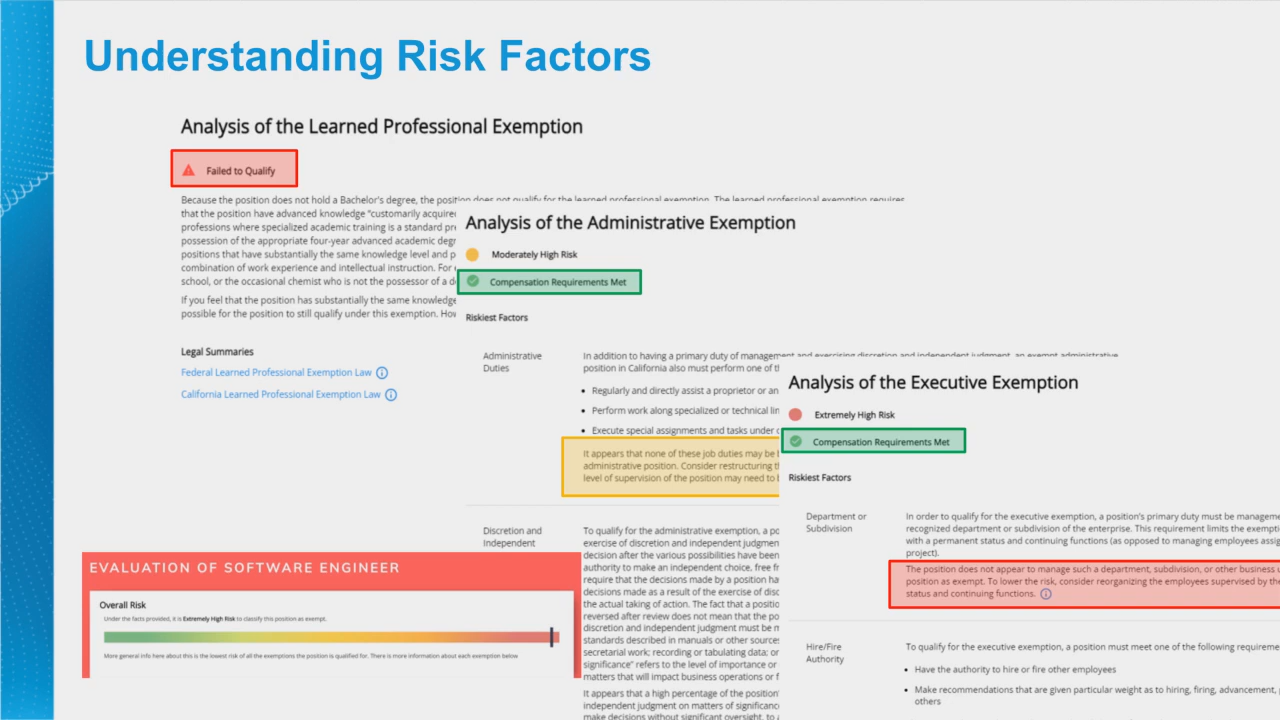 Understanding Risk Factors
Analysis of the Learned Professional Exemption
Failed to Qualify
Because the position does not hold a Bachelor's degree, the position does not qualify for the learned professional exemption. The learned professional exemption requires
that the position have advanced knowledge "customarily acquired
professions where specialized academic training is a standard
possession of the appropriate four-year advanced academic
positions that have substantially the same knowledge level and
combination of work experience and intellectual instruction. For
school, or the occasional chemist who is not the possessor of a
If you feel that the position has substantially the same knowledge
possible for the position to still qualify under this exemption.
Legal Summaries
Federal Learned Professional Exemption Law
California Learned Professional Exemption Law
Analysis of the Administrative Exemption
Moderately High Risk
Compensation Requirements Met
Riskiest Factors
Administrative
Duties
In addition to having a primary duty of management and exercising discretion and independent judgment, an exempt administrative
position in California also must perform one of
• Regularly and directly assist a proprietor or an
• Perform work along specialized or technical
• Execute special assignments and tasks under
It appears that none of these job duties may be
administrative position. Consider restructuring
level of supervision of the position may need to
Discretion and
Independent
To qualify for the administrative exemption, a
exercise of discretion and independent judgment
decision after the various possibilities have been
authority to make an independent choice, free
require that the decisions made by a position
decisions made as a result of the exercise of
the actual taking of action. The fact that a
reversed after review does not mean that the
discretion and independent judgment must be
standards described in manuals or other sources
secretarial work; recording or tabulating data; or
significance" refers to the level of importance or
matters that will impact business operations or
It appears that a high percentage of the position'
independent judgment on matters of significance
make decisions without significant oversight, to
Analysis of the Executive Exemption
Extremely High Risk
Compensation Requirements Met
Riskiest Factors
Department or
Subdivision
In order to qualify for the executive exemption, a position's primary duty must be
recognized department or subdivision of the enterprise. This requirement limits the
with a permanent status and continuing functions (as opposed to managing employees
project).
The position does not appear to manage such a department, subdivision, or other business
position as exempt. To lower the risk, consider reorganizing the employees supervised by the
status and continuing functions.
Hire/Fire
Authority
To qualify for the executive exemption, a position must meet one of the following
• Have the authority to hire or fire other employees
• Make recommendations that are given particular weight as to hiring, firing, advancement,
others
EVALUATION OF SOFTWARE ENGINEER
Overall Risk
Under the facts provided, it is Extremely High Risk to classify this position as exempt.
More general info here about this is the lowest risk of all the exemptions the position is qualified for. There is more information about each exemption below